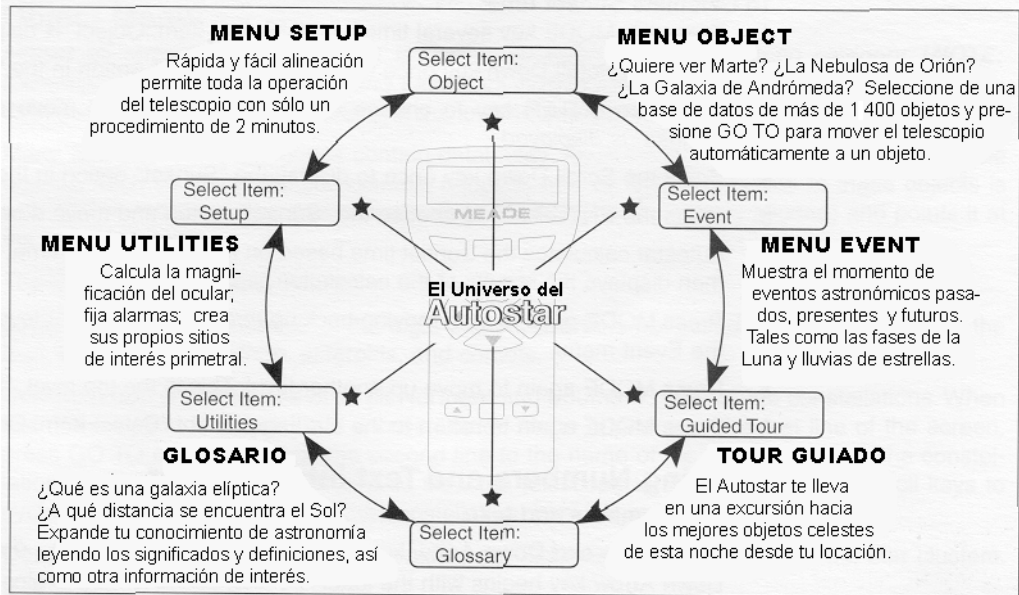 MENU SETUP
Rápida y fácil alineación
permite toda la operación
del telescopio con sólo un
procedimiento de 2 minutos.
Select Item:
Object
MENU OBJECT
¿Quiere ver Marte? ¿La Nebulosa de Orión?
¿La Galaxia de Andrómeda? Seleccione de una
base de datos de más de 1 400 objetos y pre-
sione GO TO para mover el telescopio
automáticamente a un objeto.
Select Item:
Setup
MEADE
Select Item:
Event
MENU UTILITIES
Calcula la magni-
ficación del ocular;
fija alarmas; crea
sus propios sitios
de interés primetral.
El Universo del
Autostar
MENU EVENT
Muestra el momento de
eventos astronómicos pasa-
dos, presentes y futuros.
Tales como las fases de la
Luna y lluvias de estrellas.
Select Item:
Utilities
Select Item:
Guided Tour
GLOSARIO
¿Qué es una galaxia elíptica?
¿A qué distancia se encuentra el Sol?
Expande tu conocimiento de astronomía
leyendo los significados y definiciones, así
como otra información de interés.
Select Item:
Glossary
TOUR GUIADO
El Autostar te lleva
en una excursión hacia
los mejores objetos celestes
de esta noche desde tu locación.